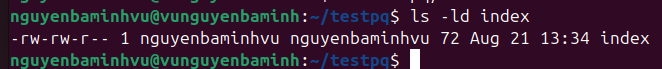 nguyenbaminhvu@vunguyenbaminh:~/testpq$ ls -ld index
-rw-rw-r-- 1 nguyenbaminhvu nguyenbaminhvu 72 Aug 21 13:34 index
nguyenbaminhvu@vunguyenbaminh:~/testpq$